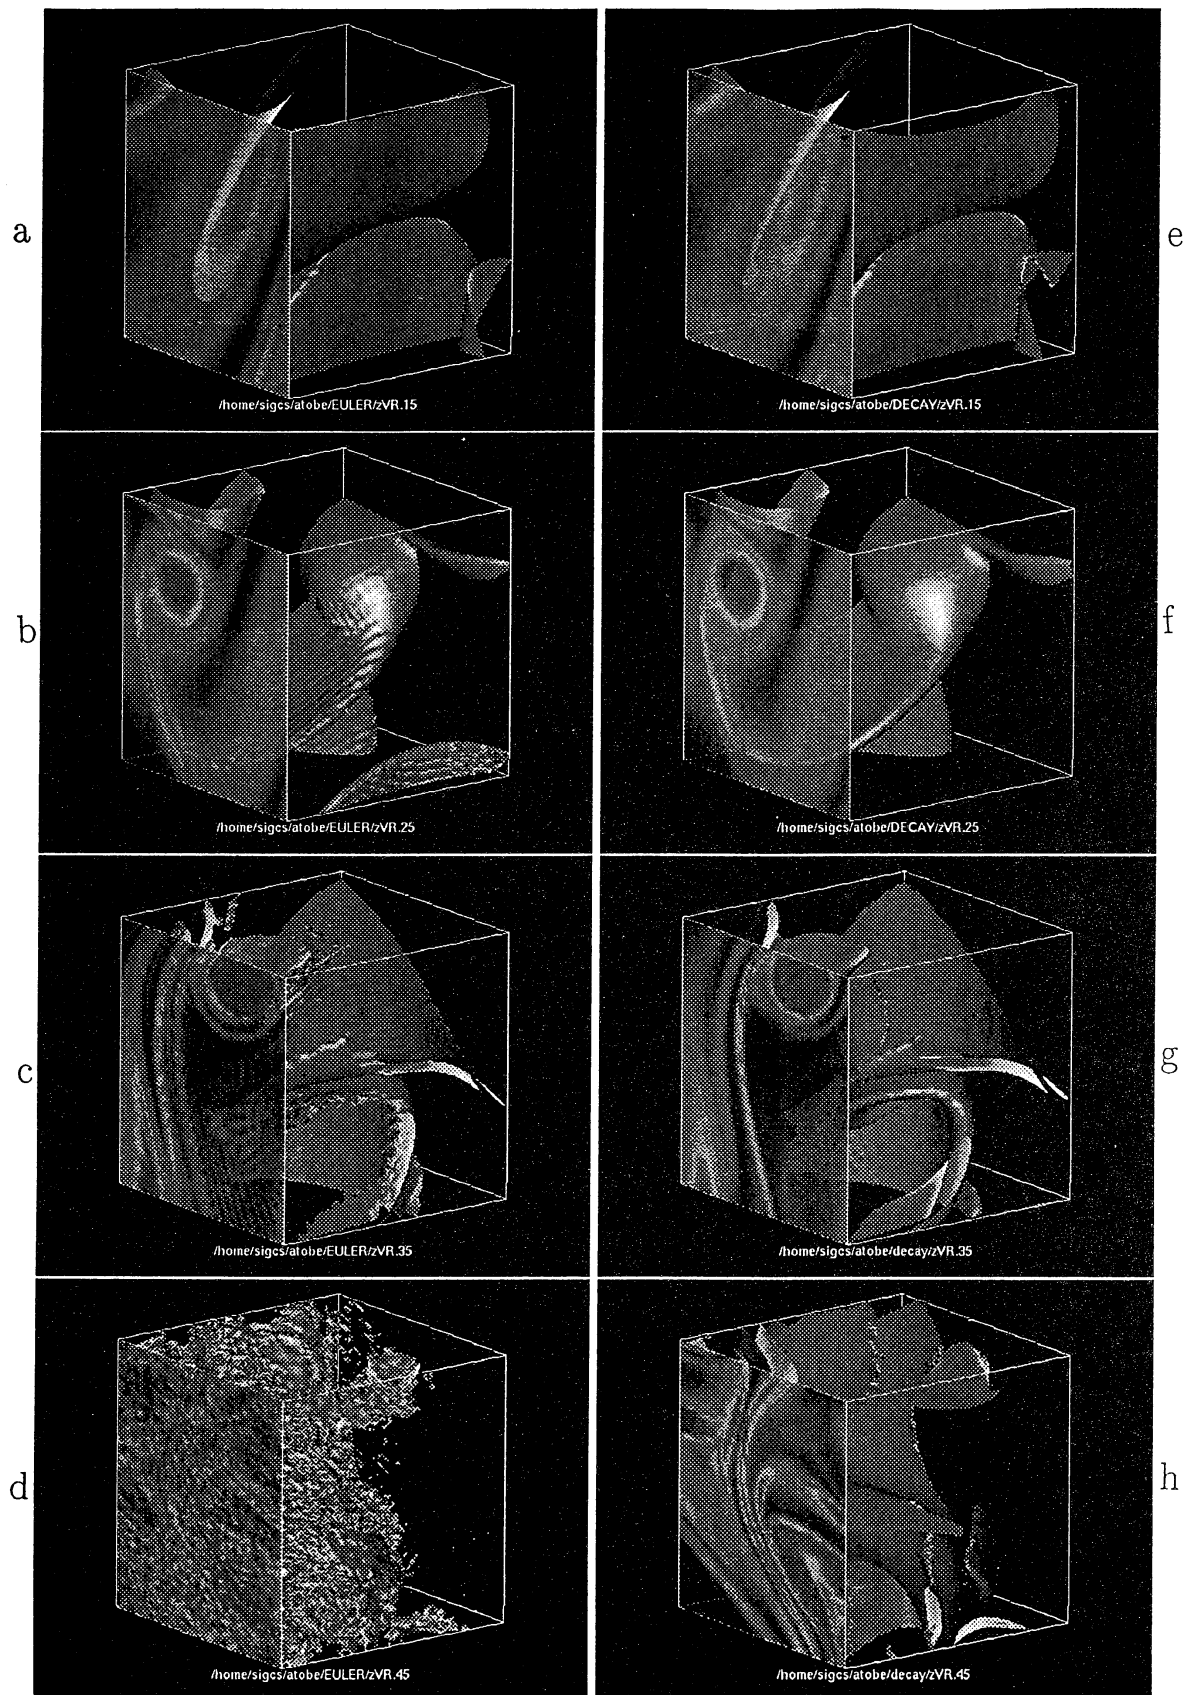 a
/home/sigcs/atobe/EULER/zVR.15
e
/home/sigcs/atobe/DECAY/zVR.15
b
/home/sigcs/atobe/EULER/zVR.25
f
/home/sigcs/atobe/DECAY/zVR.25
c
/home/sigcs/atobe/EULER/zVR.35
g
/home/sigcs/atobe/decay/zVR.35
d
/home/sigcs/atobe/EULER/zVR.45
h
/home/sigcs/atobe/decay/zVR.45